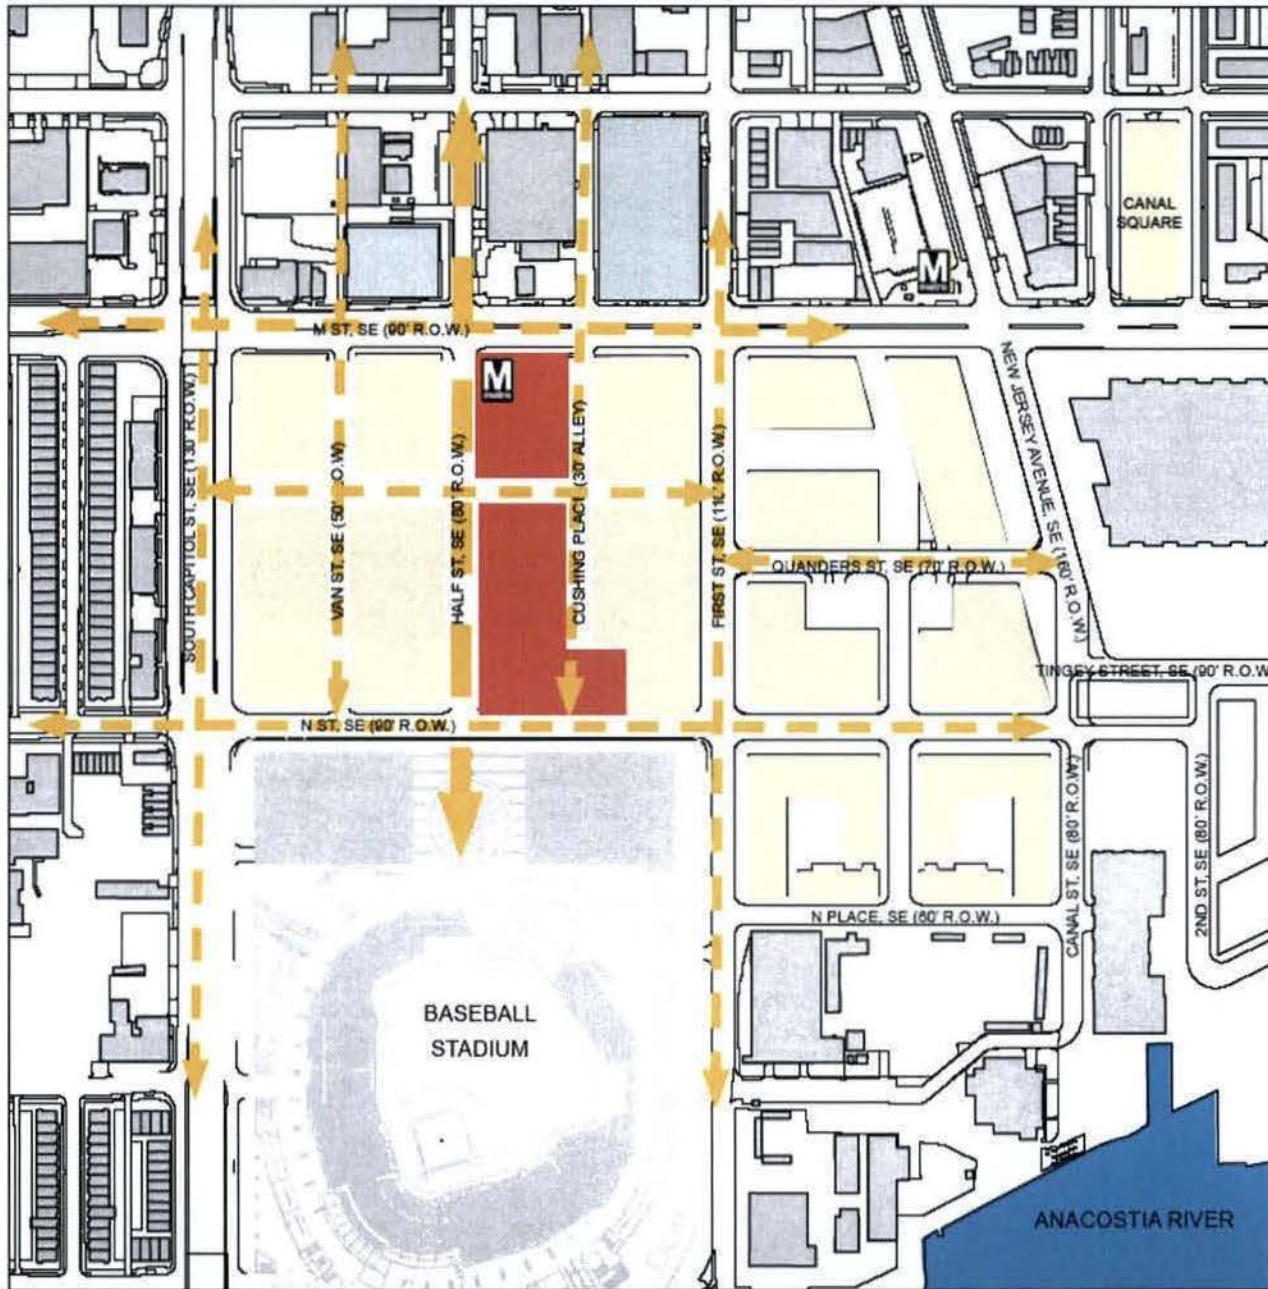 CANAL
SQUARE
M
M ST, SE (90' R.O.W.)
M
SOUTH CAPITOL ST, SE (130' R.O.W.)
VAN ST, SE (50' R.O.W)
HALF ST, SE (80' R.O.W.)
CUSHING PLACE (30' ALLEY)
FIRST ST, SE (110' R.O.W.)
NEW JERSEY AVENUE, SE (160' R.O.W.)
QUANDERS ST, SE (70' R.O.W.)
TINGEY STREET, SE (90' R.O.W
N ST, SE (90' R.O.W.)
CANAL ST, SE (80' R.O.W.)
2ND ST, SE (80' R.O.W.)
N PLACE, SE (60' R.O.W.)
BASEBALL
STADIUM
ANACOSTIA RIVER